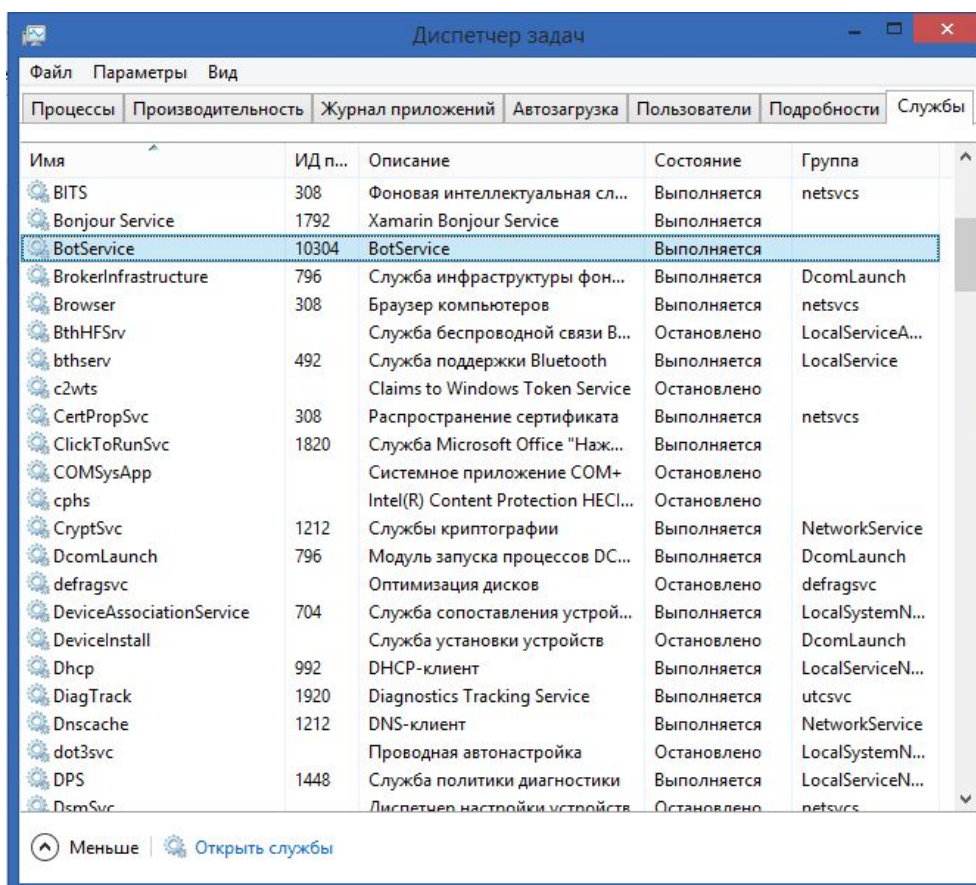 Диспетчер задач
Файл Параметры Вид
Процессы Производительность Журнал приложений Автозагрузка Пользователи Подробности Службы
Имя ИД п... Описание Состояние Группа
BITS 308 Фоновая интеллектуальная сл... Выполняется netsvcs
Bonjour Service 1792 Xamarin Bonjour Service Выполняется
BotService 10304 BotService Выполняется
BrokerInfrastructure 796 Служба инфраструктуры фон... Выполняется DcomLaunch
Browser 308 Браузер компьютеров Выполняется netsvcs
BthHFSrv Служба беспроводной связи B... Остановлено LocalServiceA...
bthserv 492 Служба поддержки Bluetooth Выполняется LocalService
c2wts Claims to Windows Token Service Остановлено
CertPropSvc 308 Распространение сертификата Выполняется netsvcs
ClickToRunSvc 1820 Служба Microsoft Office "Наж... Выполняется
COMSysApp Системное приложение COM+ Остановлено
cphs Intel(R) Content Protection HECI... Остановлено
CryptSvc 1212 Службы криптографии Выполняется NetworkService
DcomLaunch 796 Модуль запуска процессов DC... Выполняется DcomLaunch
defragsvc Оптимизация дисков Остановлено defragsvc
DeviceAssociationService 704 Служба сопоставления устрой... Выполняется LocalSystemN...
DeviceInstall Служба установки устройств Остановлено DcomLaunch
Dhcp 992 DHCP-клиент Выполняется LocalServiceN...
DiagTrack 1920 Diagnostics Tracking Service Выполняется utcsvc
Dnscache 1212 DNS-клиент Выполняется NetworkService
dot3svc Проводная автонастройка Остановлено LocalSystemN...
DPS 1448 Служба политики диагностики Выполняется LocalServiceN...
DsmSvc Диспетчер настройки устройств Остановлено netsvcs
Меньше Открыть службы